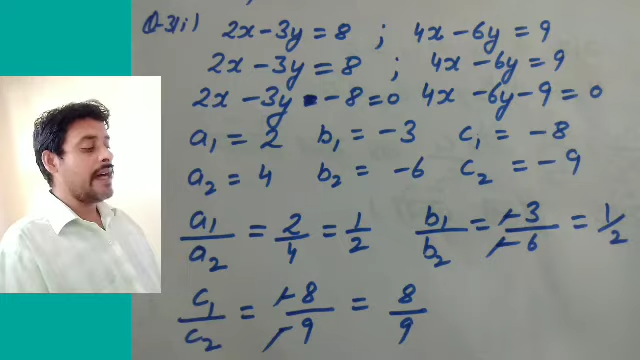 Q-3(ii) 2x - 3y = 8 ; 4x - 6y = 9
2x - 3y = 8 ; 4x - 6y = 9
2x - 3y - 8 = 0 4x - 6y - 9 = 0
a₁ = 2 b₁ = -3 c₁ = -8
a₂ = 4 b₂ = -6 c₂ = -9
a₁/a₂ = 2/4 = 1/2 b₁/b₂ = -3/-6 = 1/2
c₁/c₂ = -8/-9 = 8/9